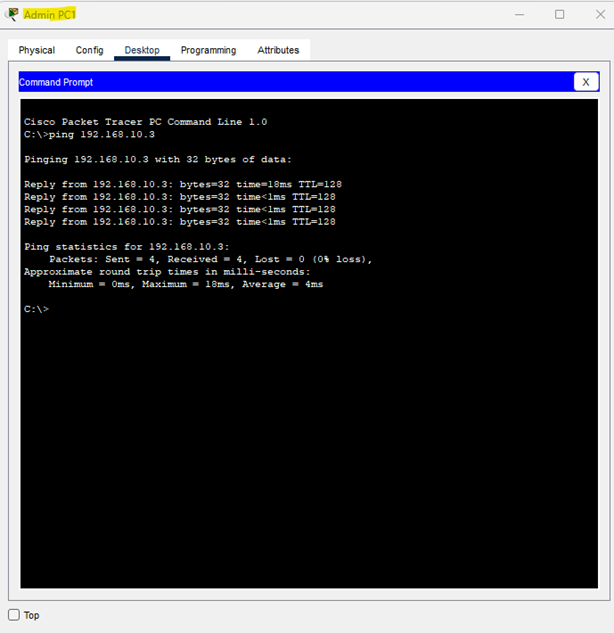 Admin PC1
Physical Config Desktop Programming Attributes
Command Prompt X
Cisco Packet Tracer PC Command Line 1.0
C:\>ping 192.168.10.3
Pinging 192.168.10.3 with 32 bytes of data:
Reply from 192.168.10.3: bytes=32 time=18ms TTL=128
Reply from 192.168.10.3: bytes=32 time<1ms TTL=128
Reply from 192.168.10.3: bytes=32 time<1ms TTL=128
Reply from 192.168.10.3: bytes=32 time<1ms TTL=128
Ping statistics for 192.168.10.3:
Packets: Sent = 4, Received = 4, Lost = 0 (0% loss),
Approximate round trip times in milli-seconds:
Minimum = 0ms, Maximum = 18ms, Average = 4ms
C:\>
Top